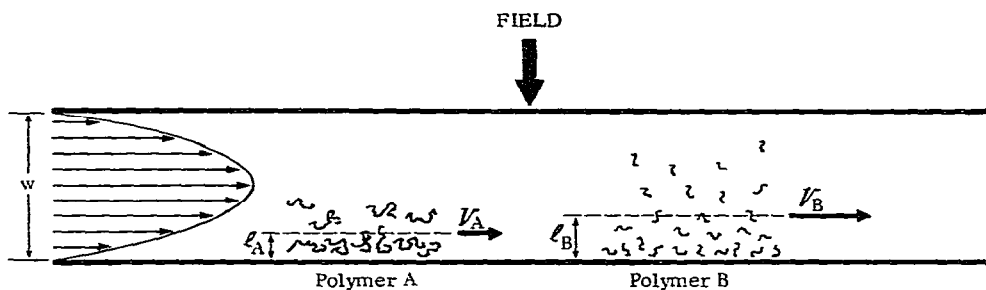 FIELD
w
ℓA
VA
ℓB
VB
Polymer A
Polymer B